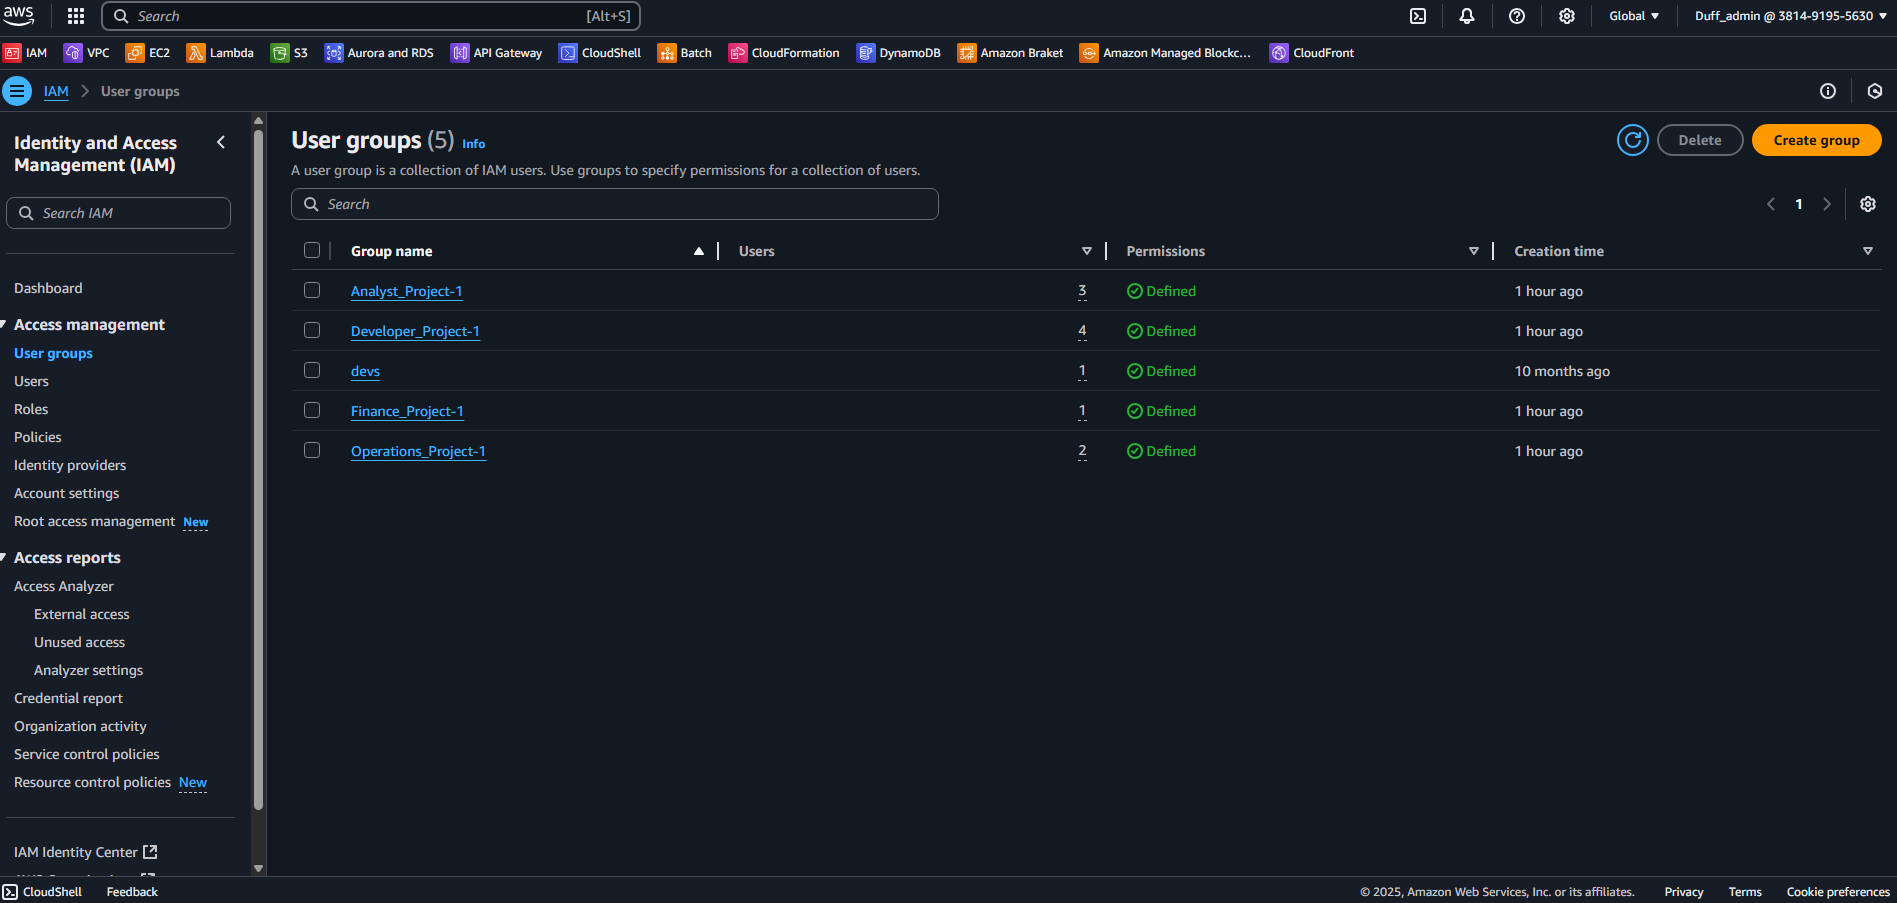 aws
Search [Alt+S]
Global
Duff_admin @ 3814-9195-5630
IAM
VPC
EC2
Lambda
S3
Aurora and RDS
API Gateway
CloudShell
Batch
CloudFormation
DynamoDB
Amazon Braket
Amazon Managed Blockc...
CloudFront
IAM
User groups
Identity and Access
Management (IAM)
Search IAM
Dashboard
Access management
User groups
Users
Roles
Policies
Identity providers
Account settings
Root access management New
Access reports
Access Analyzer
External access
Unused access
Analyzer settings
Credential report
Organization activity
Service control policies
Resource control policies New
IAM Identity Center
User groups (5) Info
A user group is a collection of IAM users. Use groups to specify permissions for a collection of users.
Delete
Create group
Search
1
Group name Users Permissions Creation time
Analyst_Project-1 3 Defined 1 hour ago
Developer_Project-1 4 Defined 1 hour ago
devs 1 Defined 10 months ago
Finance_Project-1 1 Defined 1 hour ago
Operations_Project-1 2 Defined 1 hour ago
CloudShell
Feedback
© 2025, Amazon Web Services, Inc. or its affiliates.
Privacy
Terms
Cookie preferences